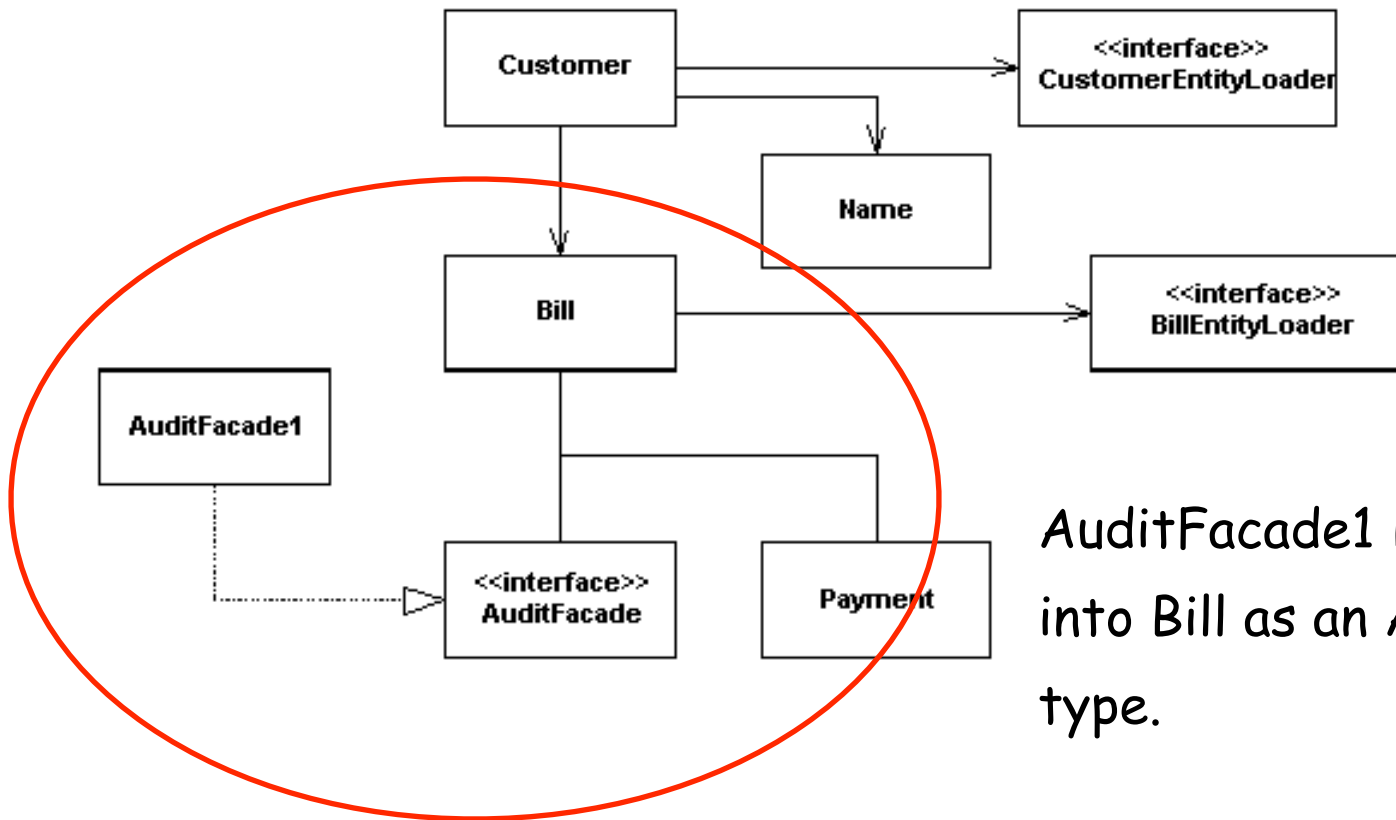 Customer
<<interface>>
CustomerEntityLoader
Name
Bill
<<interface>>
BillEntityLoader
AuditFacade1
<<interface>>
AuditFacade
Payment
AuditFacade1
into Bill as an
type.